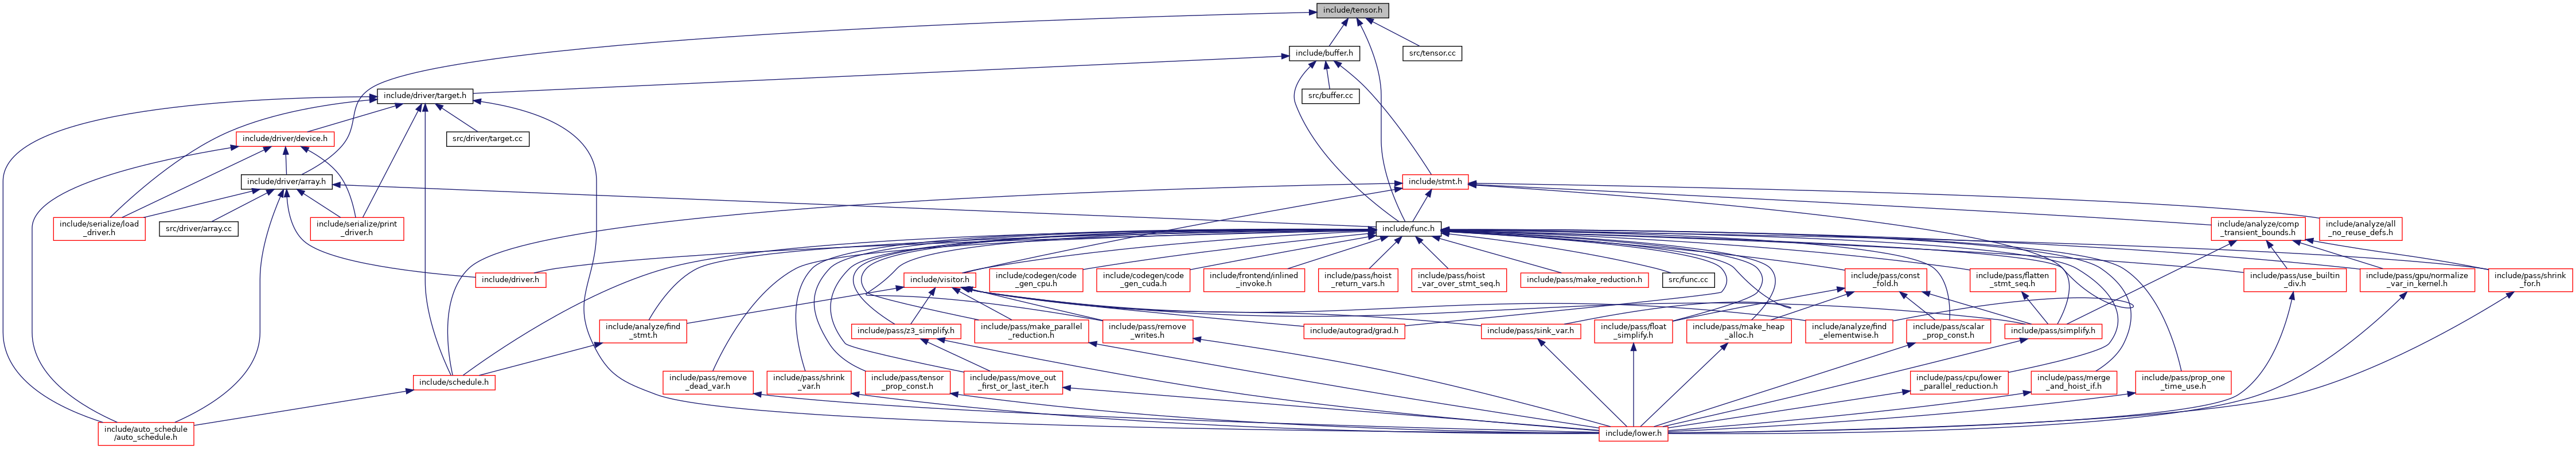 include/tensor.h
include/buffer.h
src/tensor.cc
include/driver/target.h
src/buffer.cc
include/driver/device.h
src/driver/target.cc
include/driver/array.h
include/stmt.h
include/serialize/load
_driver.h
src/driver/array.cc
include/serialize/print
_driver.h
include/func.h
include/analyze/comp
_transient_bounds.h
include/analyze/all
_no_reuse_defs.h
include/driver.h
include/visitor.h
include/codegen/code
_gen_cpu.h
include/codegen/code
_gen_cuda.h
include/frontend/inlined
_invoke.h
include/pass/hoist
_return_vars.h
include/pass/hoist
_var_over_stmt_seq.h
include/pass/make_reduction.h
src/func.cc
include/pass/const
_fold.h
include/pass/flatten
_stmt_seq.h
include/pass/use_builtin
_div.h
include/pass/gpu/normalize
_var_in_kernel.h
include/pass/shrink
_for.h
include/analyze/find
_stmt.h
include/pass/z3_simplify.h
include/pass/make_parallel
_reduction.h
include/pass/remove
_writes.h
include/autograd/grad.h
include/pass/sink_var.h
include/pass/float
_simplify.h
include/pass/make_heap
_alloc.h
include/analyze/find
_elementwise.h
include/pass/scalar
_prop_const.h
include/pass/simplify.h
include/schedule.h
include/pass/remove
_dead_var.h
include/pass/shrink
_var.h
include/pass/tensor
_prop_const.h
include/pass/move_out
_first_or_last_iter.h
include/pass/cpu/lower
_parallel_reduction.h
include/pass/merge
_and_hoist_if.h
include/pass/prop_one
_time_use.h
include/auto_schedule
/auto_schedule.h
include/lower.h